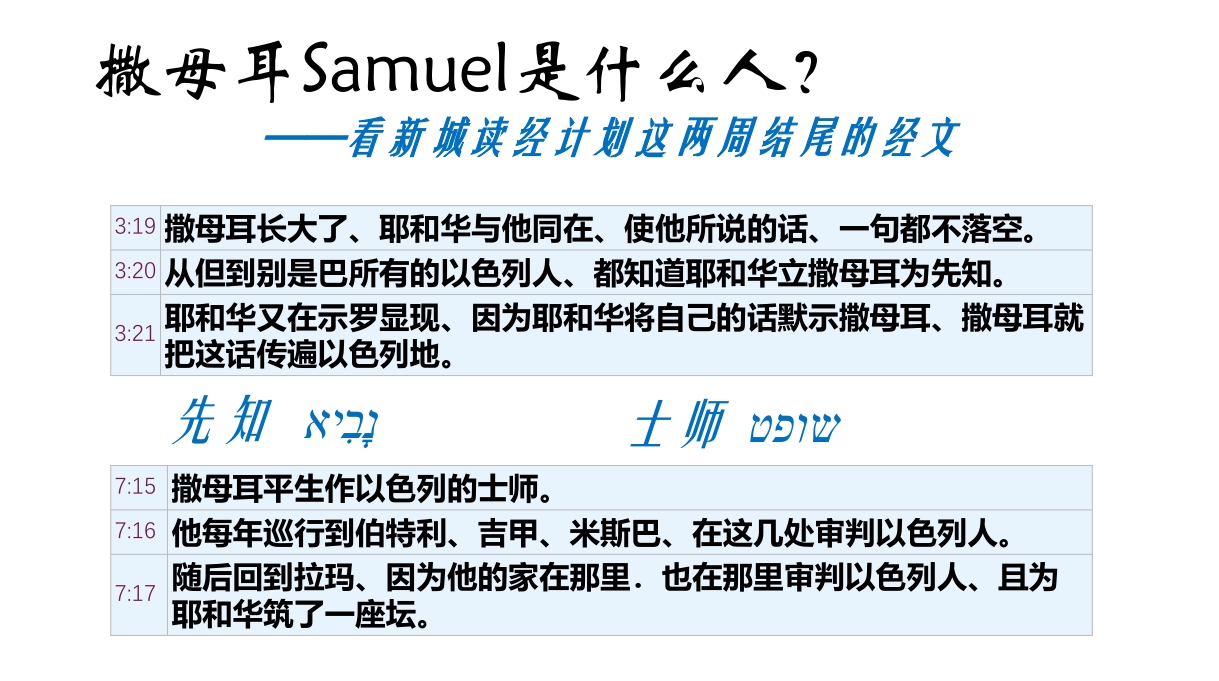 撒母耳Samuel是什么人?
——看新城读经计划这两周结尾的经文
3:19 撒母耳长大了、耶和华与他同在、使他所说的话、一句都不落空。
3:20 从但到别是巴所有的以色列人、都知道耶和华立撒母耳为先知。
3:21 耶和华又在示罗显现、因为耶和华将自己的话默示撒母耳、撒母耳就
把这话传遍以色列地。
先知 נָבִיא 士师 שופט
7:15 撒母耳平生作以色列的士师。
7:16 他每年巡行到伯特利、吉甲、米斯巴、在这几处审判以色列人。
7:17 随后回到拉玛、因为他的家在那里．也在那里审判以色列人、且为
耶和华筑了一座坛。